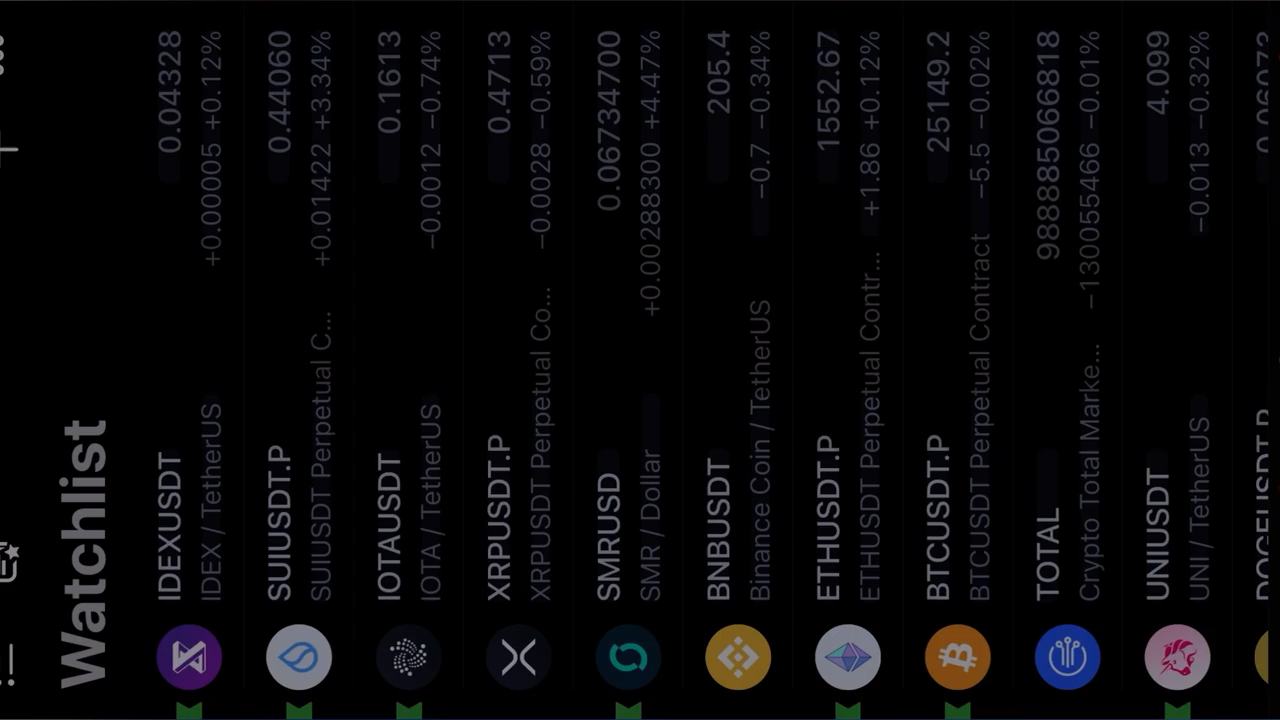 Watchlist
IDEXUSDT 0.04328
IDEX / TetherUS +0.00005 +0.12%
SUIUSDT.P 0.44060
SUIUSDT Perpetual C... +0.01422 +3.34%
IOTAUSDT 0.1613
IOTA / TetherUS −0.0012 −0.74%
XRPUSDT.P 0.4713
XRPUSDT Perpetual Co... −0.00028 −0.59%
SMRUSD 0.06734700
SMR / Dollar +0.00288300 +4.47%
BNBUSDT 205.4
Binance Coin / TetherUS −0.7 −0.34%
ETHUSDT.P 1552.67
ETHUSDT Perpetual Contr... +1.86 +0.12%
BTCUSDT.P 25149.2
BTCUSDT Perpetual Contract −5.5 −0.02%
TOTAL 988885066818
Crypto Total Marke... −130055466 −0.01%
UNIUSDT 4.099
UNI / TetherUS −0.013 −0.32%